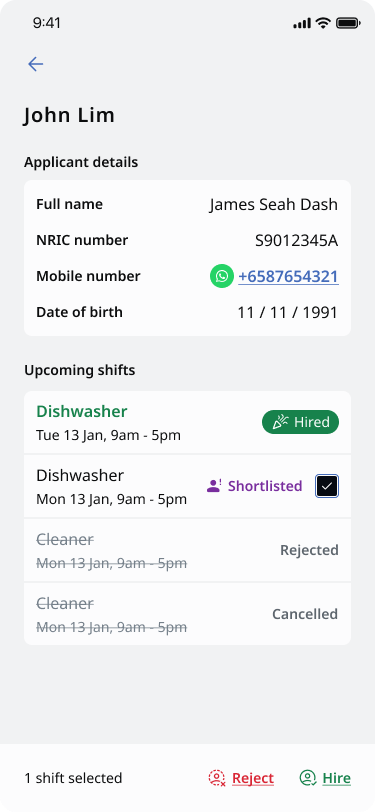 9:41
John Lim
Applicant details
Full name James Seah Dash
NRIC number S9012345A
Mobile number +6587654321
Date of birth 11 / 11 / 1991
Upcoming shifts
Dishwasher
Tue 13 Jan, 9am - 5pm
Hired
Dishwasher
Mon 13 Jan, 9am - 5pm
Shortlisted
Cleaner
Mon 13 Jan, 9am - 5pm
Rejected
Cleaner
Mon 13 Jan, 9am - 5pm
Cancelled
1 shift selected Reject Hire